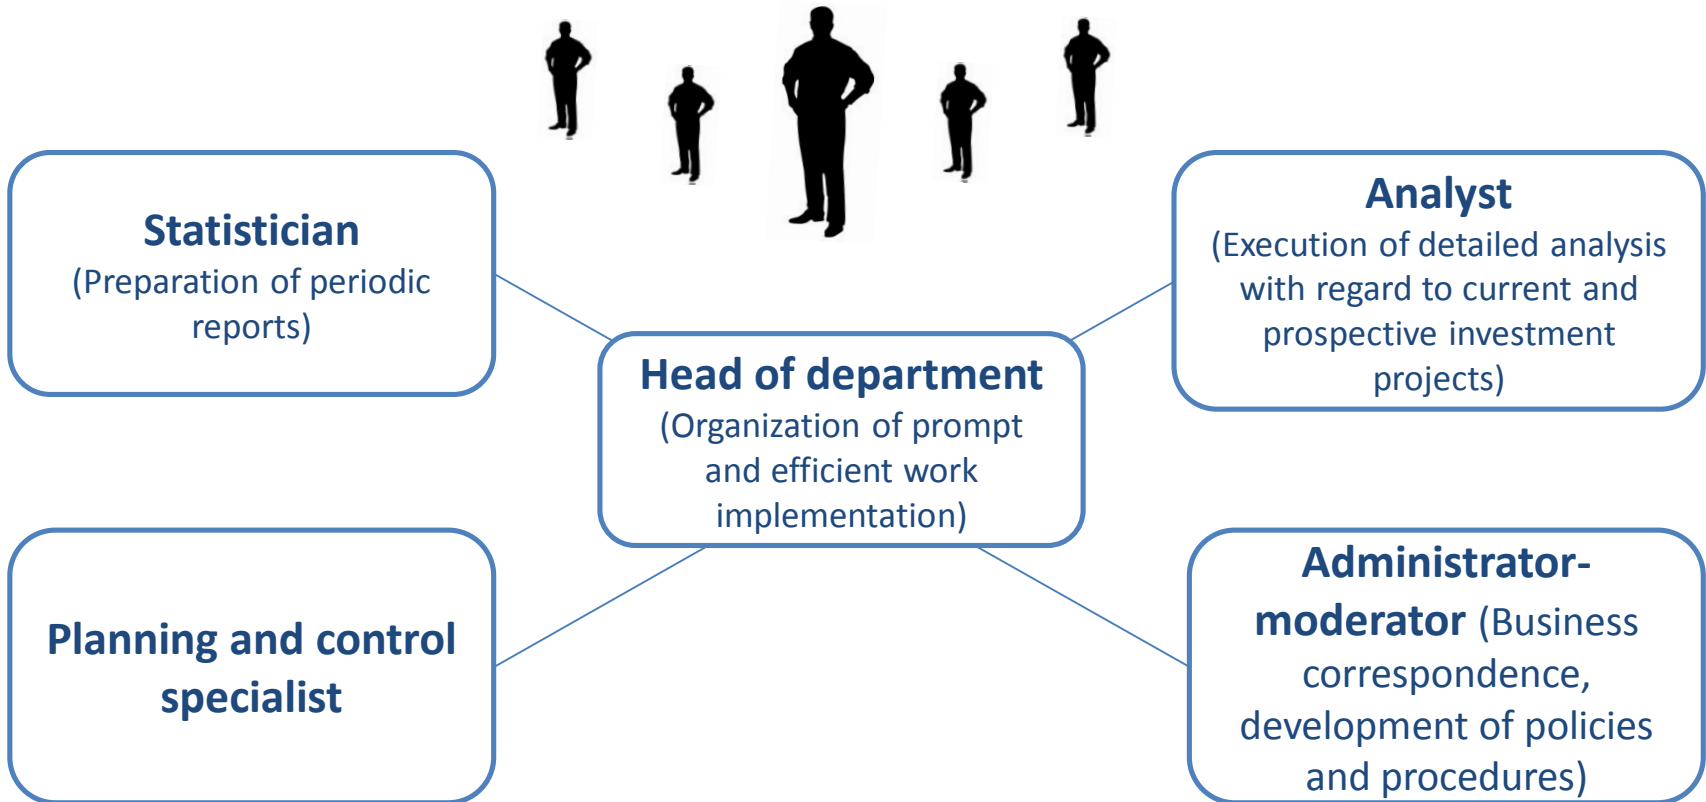 Statistician
(Preparation of periodic
reports)
Analyst
(Execution of detailed analysis
with regard to current and
prospective investment
projects)
Head of department
(Organization of prompt
and efficient work
implementation)
Planning and control
specialist
Administrator-
moderator (Business
correspondence,
development of policies
and procedures)